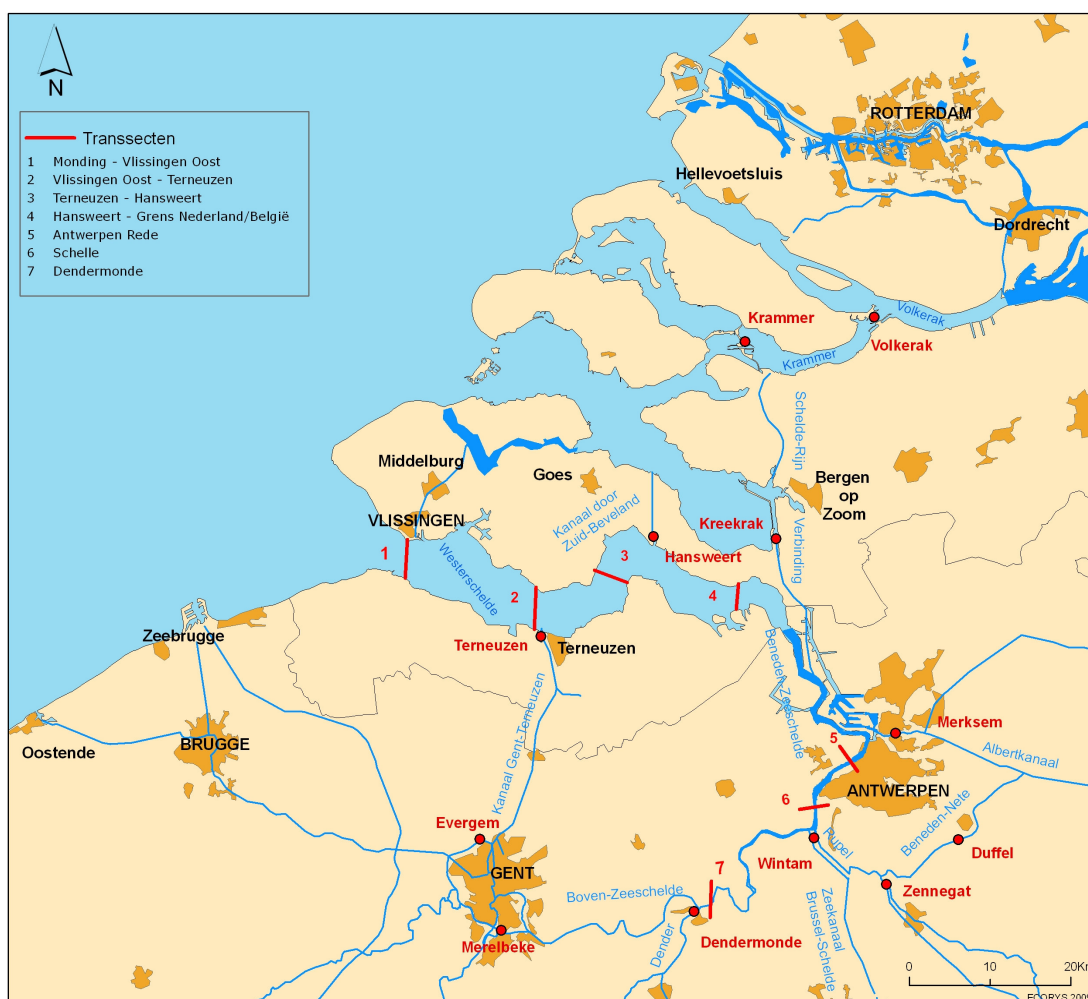 N
Transsecten
1 Monding - Vlissingen Oost
2 Vlissingen Oost - Terneuzen
3 Terneuzen - Hansweert
4 Hansweert - Grens Nederland/België
5 Antwerpen Rede
6 Schelle
7 Dendermonde
ROTTERDAM
Hellevoetsluis
Dordrecht
Krammer
Volkerak
Volkerak
Krammer
Schelde-Rijn
Verbinding
Middelburg
Goes
Bergen
op
Zoom
VLISSINGEN
Kanaal door
Zuid-Beveland
Kreekrak
Hansweert
1
2
3
4
Westerschelde
Zeebrugge
Terneuzen
Terneuzen
Beneden-Zeeschelde
Oostende
BRUGGE
Kanaal Gent-Terneuzen
Merksem
5
Albertkanaal
ANTWERPEN
6
Evergem
Rupel
Beneden-Nete
Wintam
Duffel
GENT
7
Boven-Zeeschelde
Zennegat
Zeekanaal
Brussel-Schelde
Merelbeke
Dender
Dendermonde
0 10 20Km